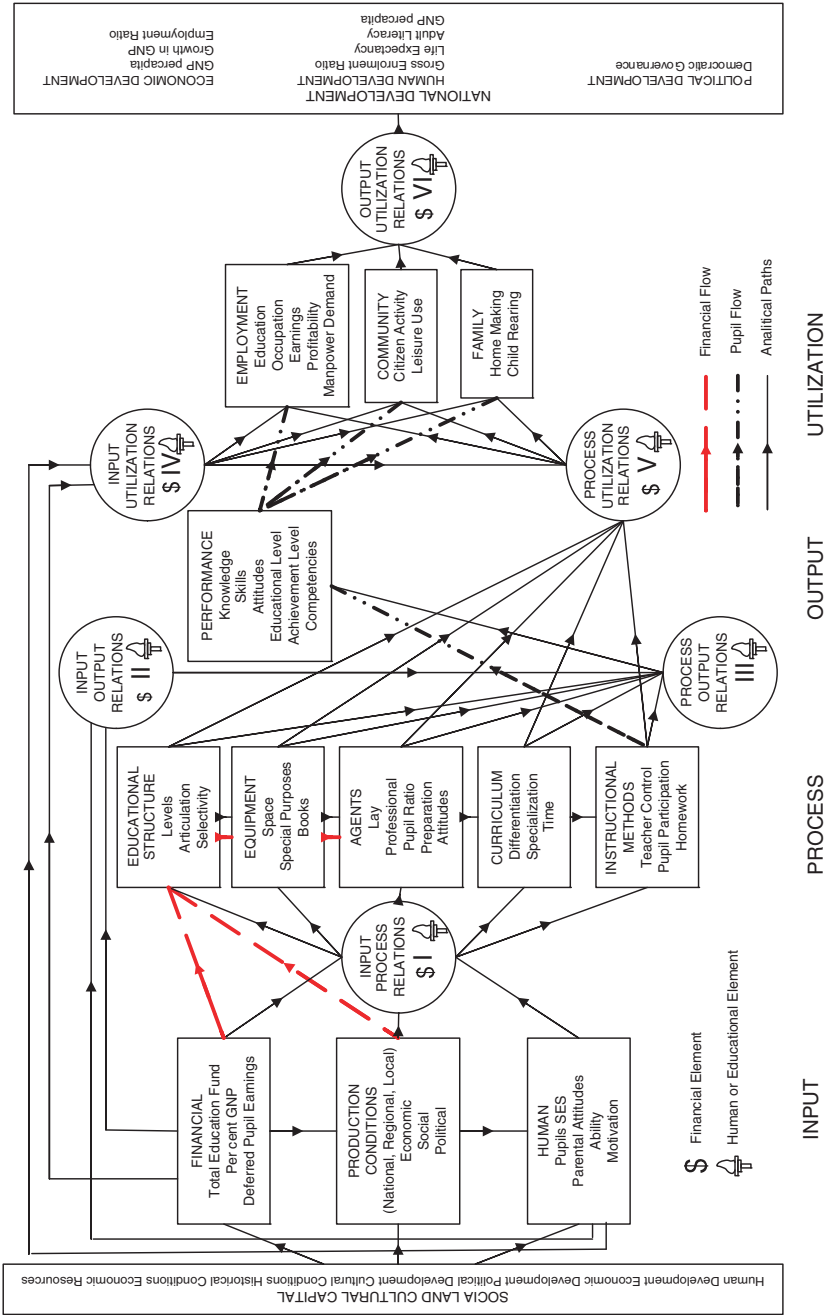 SOCIA LAND CULTURAL CAPITAL
Human Development Economic Development Political Development Cultural Conditions Historical Conditions Economic Resources
FINANCIAL
Total Education Fund
Per cent GNP
Deferred Pupil Earnings
PRODUCTION
CONDITIONS
(National, Regional, Local)
Economic
Social
Political
HUMAN
Pupils SES
Parental Attitudes
Ability
Motivation
INPUT
PROCESS
RELATIONS
$ I
EDUCATIONAL
STRUCTURE
Levels
Articulation
Selectivity
EQUIPMENT
Space
Special Purposes
Books
AGENTS
Lay
Professional
Pupil Ratio
Preparation
Attitudes
CURRICULUM
Differentiation
Specialization
Time
INSTRUCTIONAL
METHODS
Teacher Control
Pupil Participation
Homework
INPUT
OUTPUT
RELATIONS
$ II
PROCESS
OUTPUT
RELATIONS
III
PERFORMANCE
Knowledge
Skills
Attitudes
Educational Level
Achievement Level
Competencies
INPUT
UTILIZATION
RELATIONS
$ IV
PROCESS
UTILIZATION
RELATIONS
$ V
EMPLOYMENT
Education
Occupation
Earnings
Profitability
Manpower Demand
COMMUNITY
Citizen Activity
Leisure Use
FAMILY
Home Making
Child Rearing
OUTPUT
UTILIZATION
RELATIONS
$ VI
NATIONAL DEVELOPMENT
ECONOMIC DEVELOPMENT
GNP percapita
Growth in GNP
Employment Ratio
HUMAN DEVELOPMENT
Gross Enrolment Ratio
Life Expectancy
Adult Literacy
GNP percapita
POLITICAL DEVELOPMENT
Democratic Governance
$ Financial Element
Human or Educational Element
Financial Flow
Pupil Flow
Analitical Paths
INPUT
PROCESS
OUTPUT
UTILIZATION